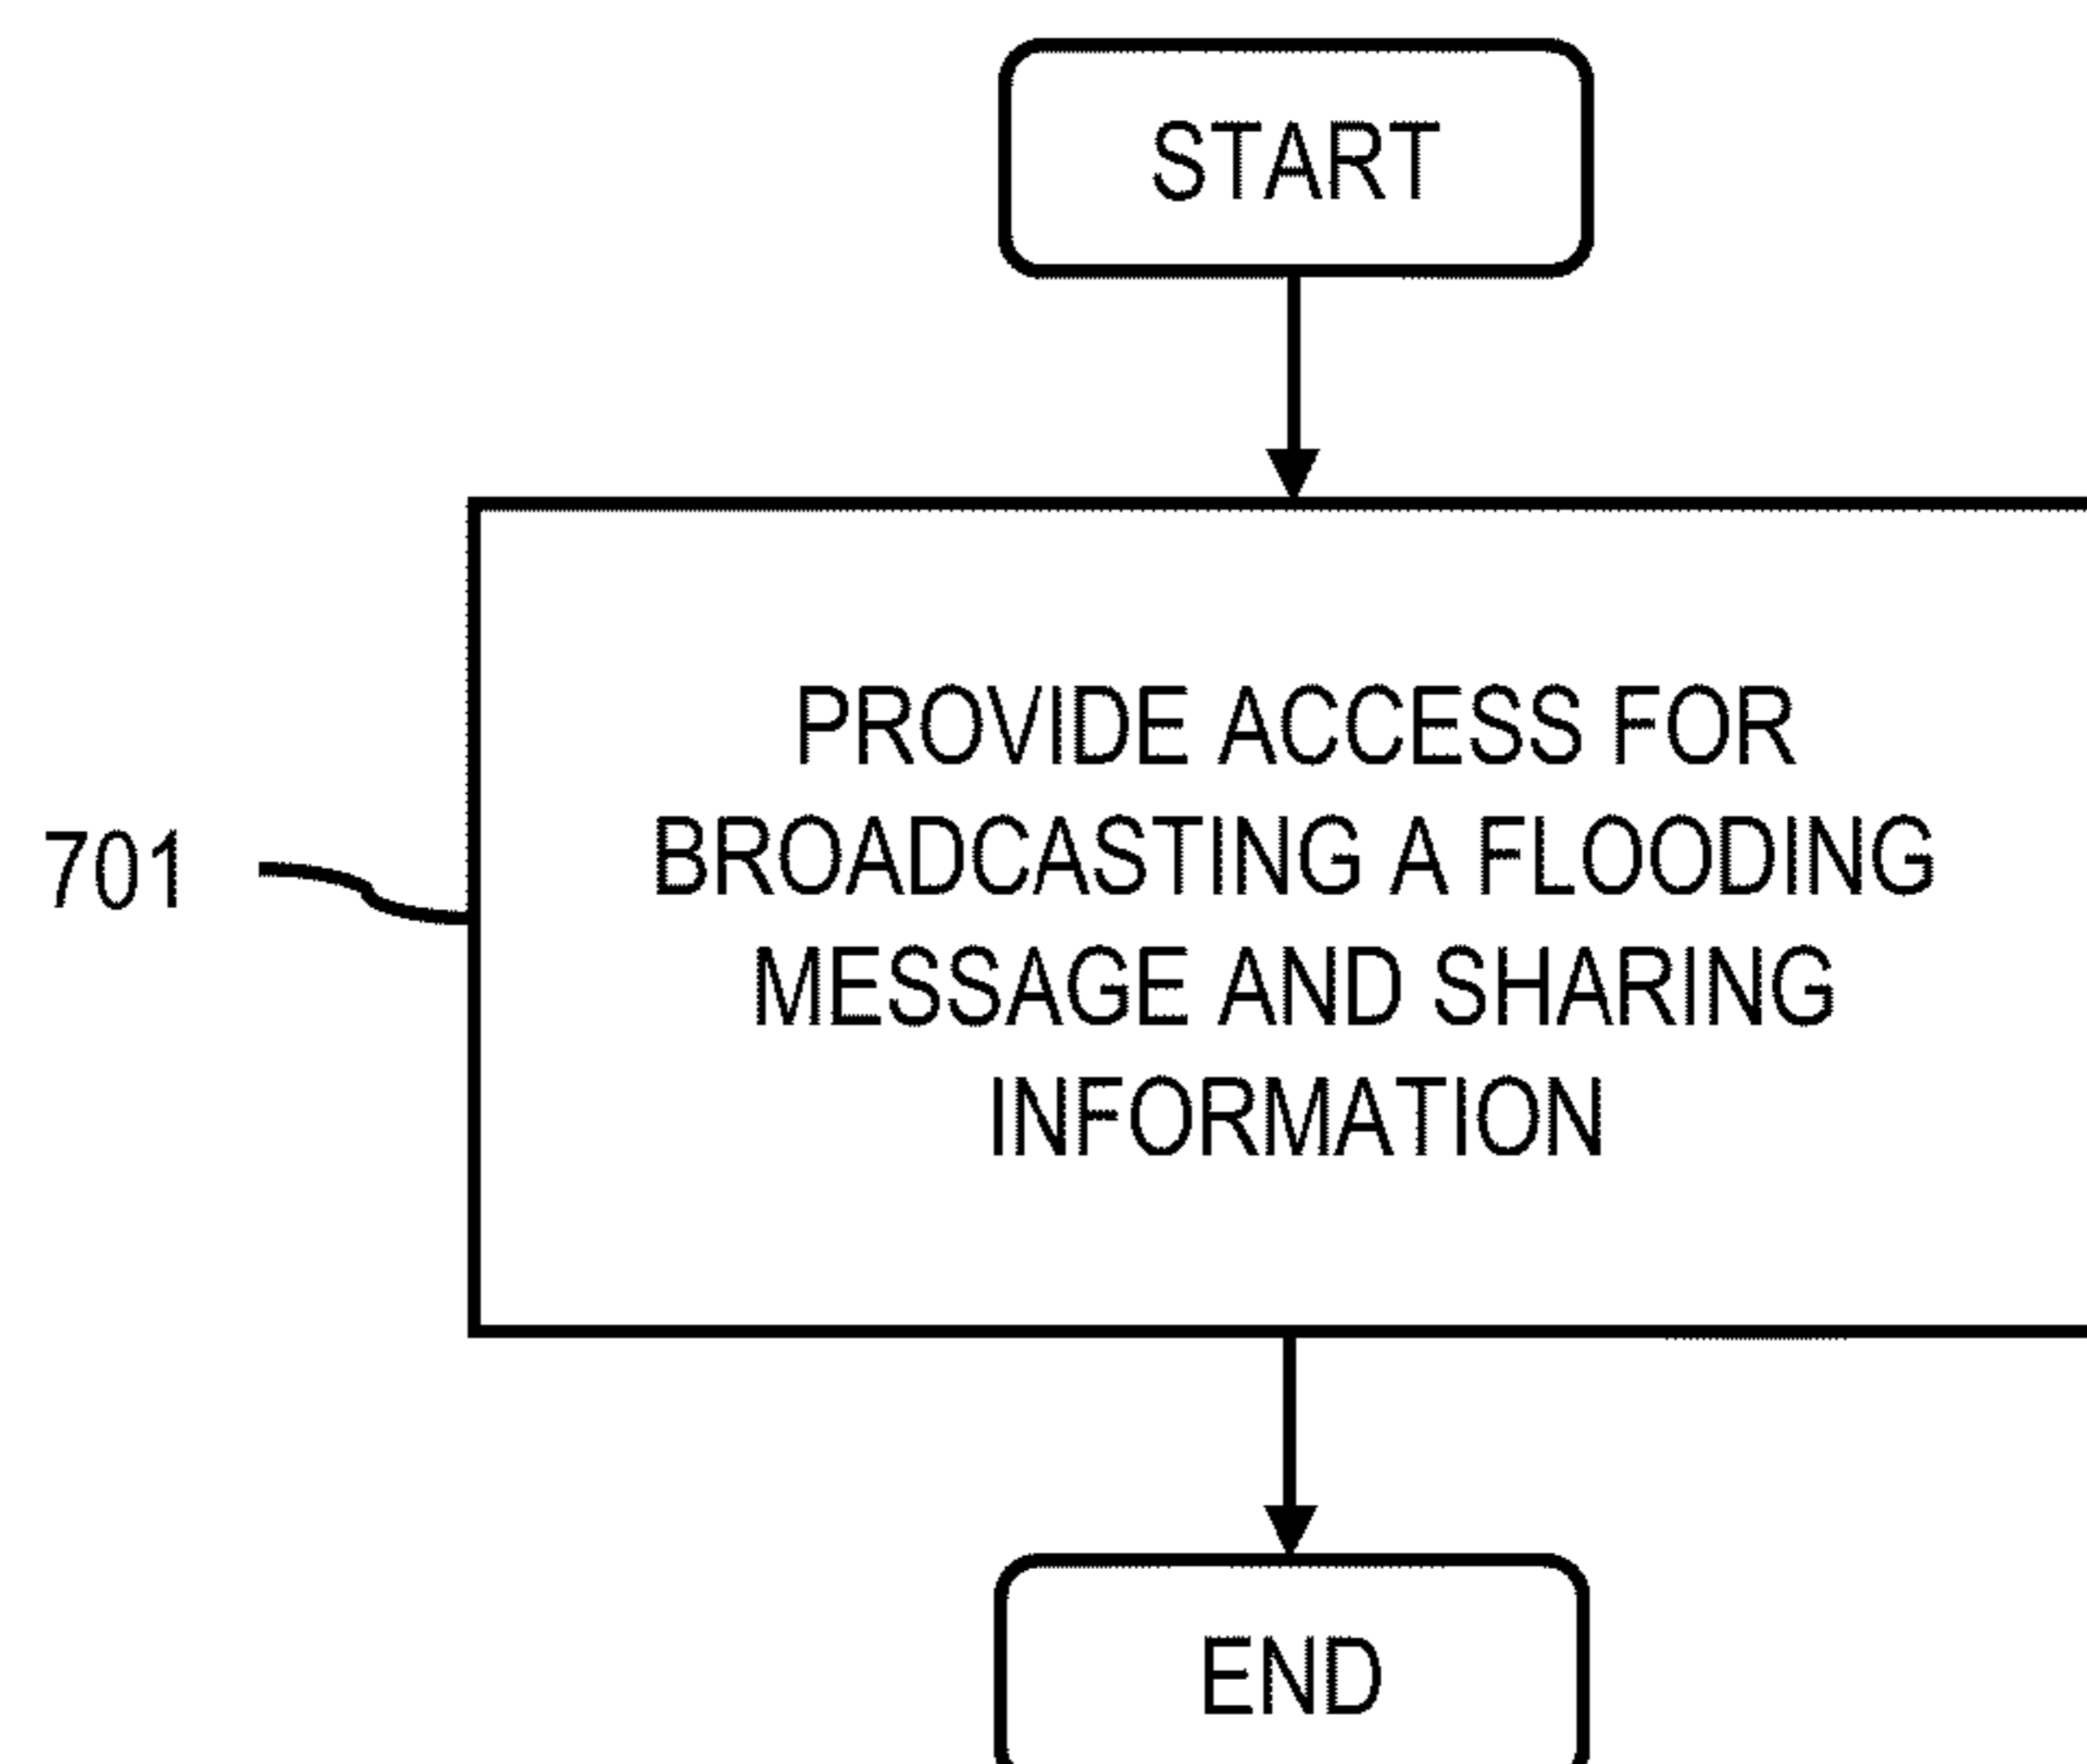 START
PROVIDE ACCESS FOR
BROADCASTING A FLOODING
701
MESSAGE AND SHARING
INFORMATION
END